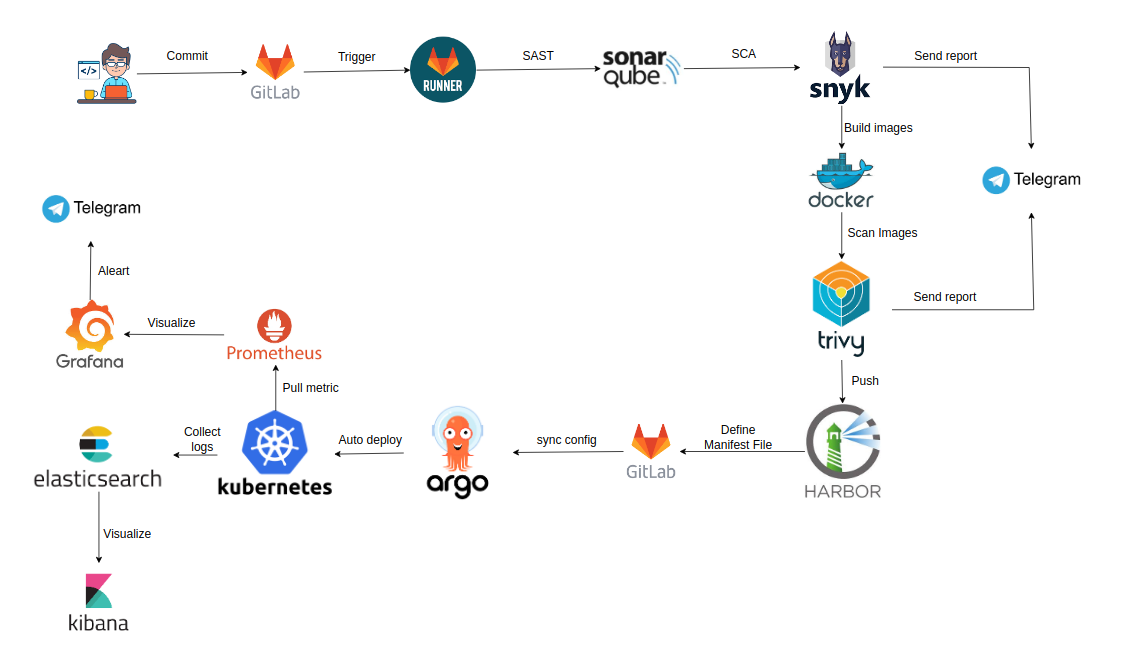 Commit
Trigger
SAST
SCA
Send report
</>
GitLab
RUNNER
sonar
qube
snyk
Build images
docker
Telegram
Scan Images
Telegram
Aleart
Send report
trivy
Visualize
Grafana
Prometheus
Pull metric
Push
Collect
logs
Auto deploy
sync config
Define
Manifest File
elasticsearch
kubernetes
argo
GitLab
HARBOR
Visualize
kibana